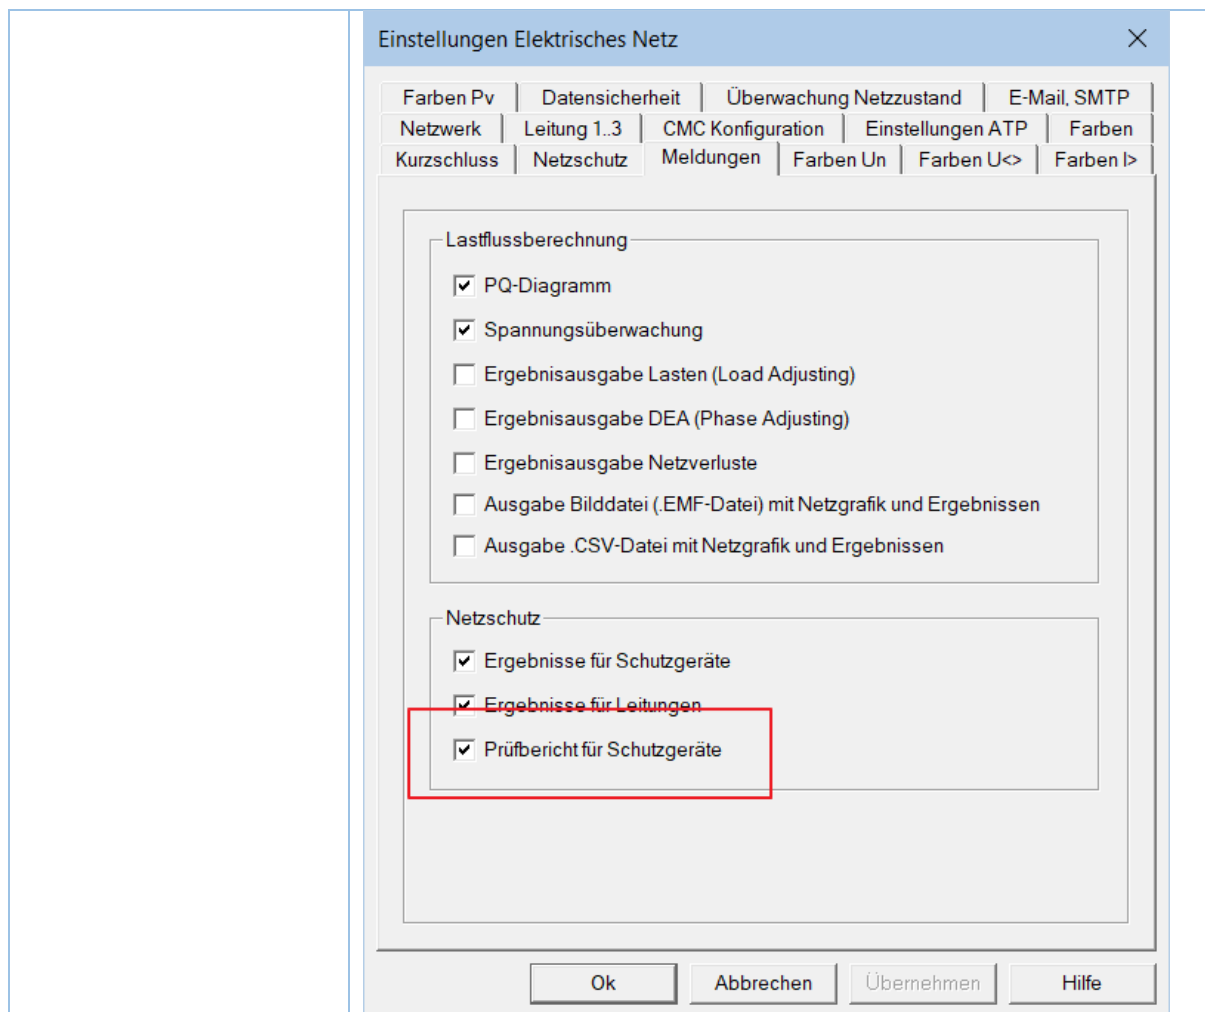 Einstellungen Elektrisches Netz
Farben Pv Datensicherheit Überwachung Netzzustand E-Mail, SMTP
Netzwerk Leitung 1..3 CMC Konfiguration Einstellungen ATP Farben
Kurzschluss Netzschutz Meldungen Farben Un Farben U<> Farben I>
Lastflussberechnung
PQ-Diagramm
Spannungsüberwachung
Ergebnisausgabe Lasten (Load Adjusting)
Ergebnisausgabe DEA (Phase Adjusting)
Ergebnisausgabe Netzverluste
Ausgabe Bilddatei (.EMF-Datei) mit Netzgrafik und Ergebnissen
Ausgabe .CSV-Datei mit Netzgrafik und Ergebnissen
Netzschutz
Ergebnisse für Schutzgeräte
Ergebnisse für Leitungen
Prüfbericht für Schutzgeräte
Ok Abbrechen Übernehmen Hilfe